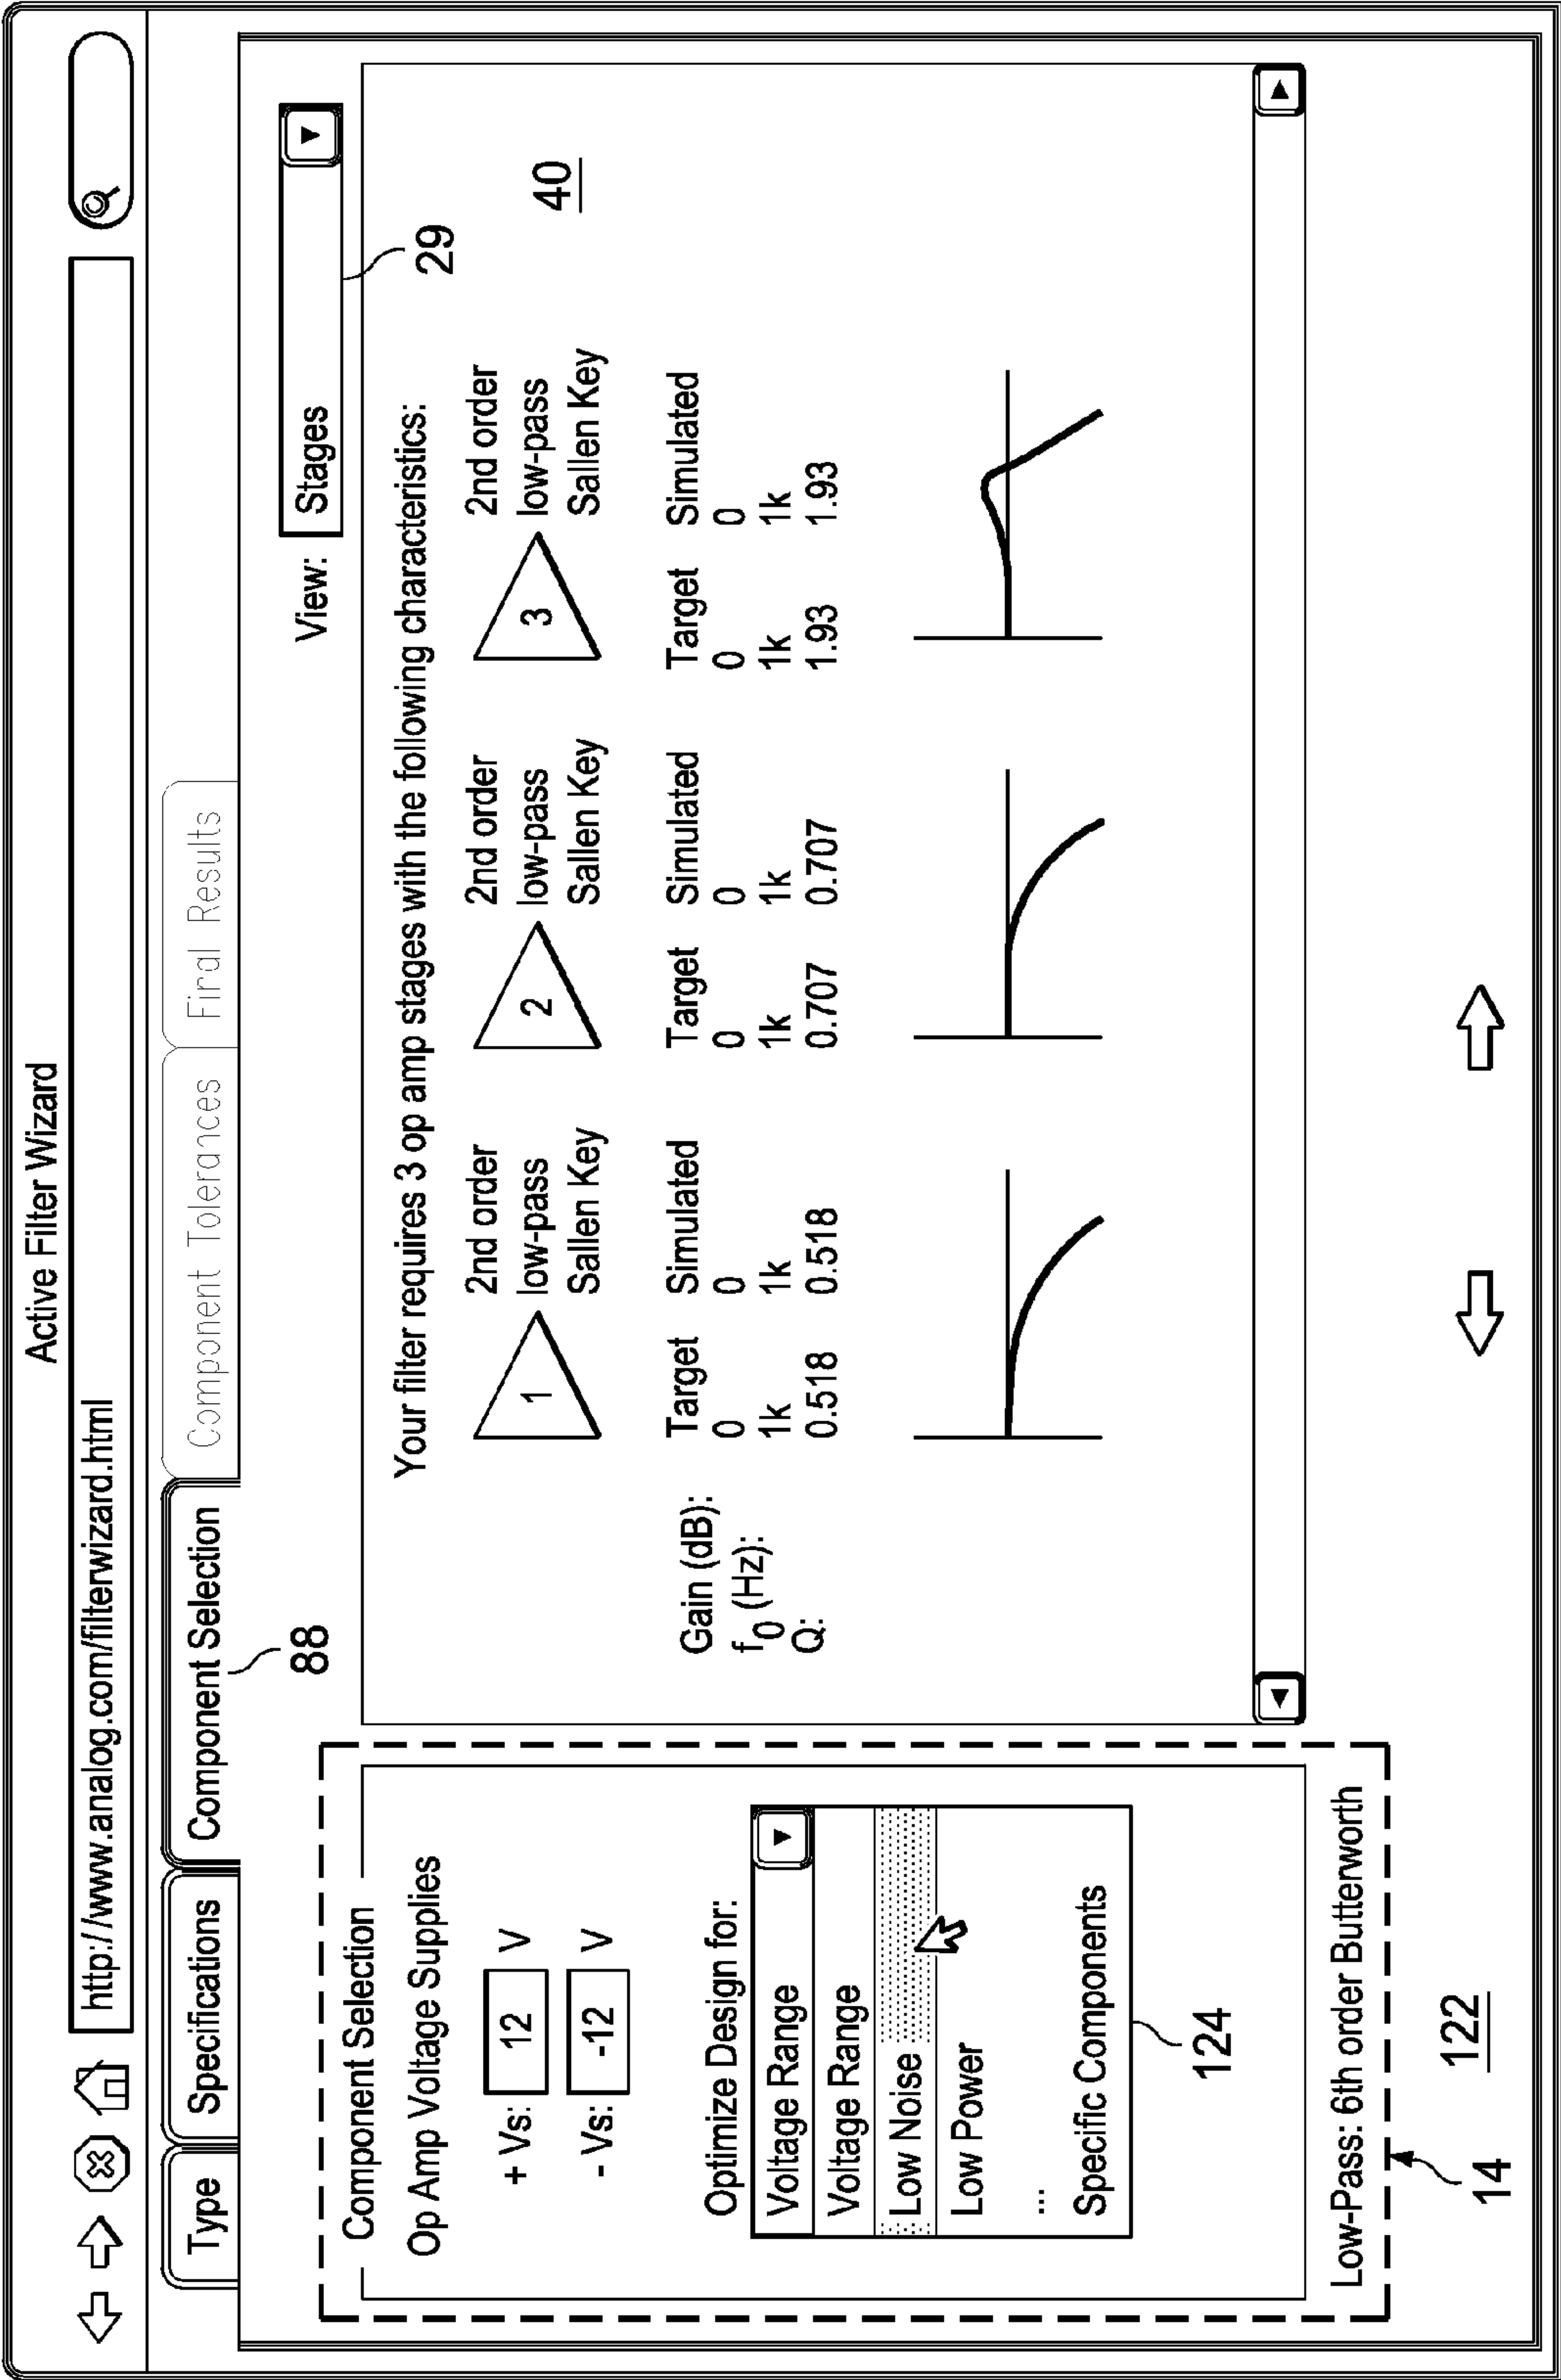 Active Filter Wizard
http://www.analog.com/filterwizard.html
Type
Specifications
Component Selection
Component Tolerances
Firal Results
88
View:
Stages
29
Component Selection
Op Amp Voltage Supplies
+ Vs: 12 V
- Vs: -12 V
Optimize Design for:
Voltage Range
Voltage Range
Low Noise
Low Power
...
Specific Components
124
Low-Pass: 6th order Butterworth
14
122
Your filter requires 3 op amp stages with the following characteristics:
40
1
2nd order
low-pass
Sallen Key
2
2nd order
low-pass
Sallen Key
3
2nd order
low-pass
Sallen Key
Target Simulated Target Simulated Target Simulated
Gain (dB): 0 0 0 0 0 0
f0 (Hz): 1k 1k 1k 1k 1k 1k
Q: 0.518 0.518 0.707 0.707 1.93 1.93